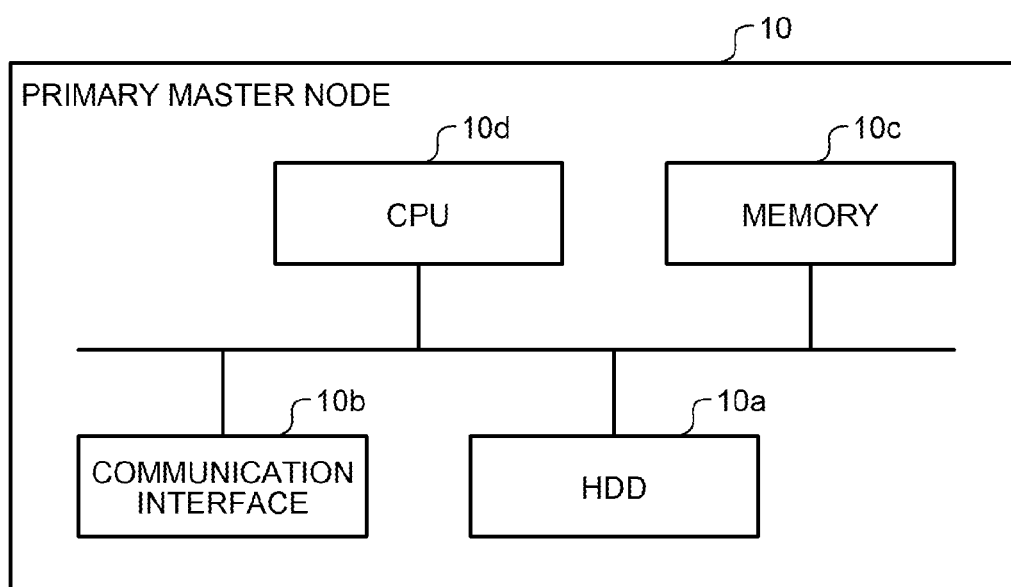 10
PRIMARY MASTER NODE
10d
10c
CPU
MEMORY
10b
10a
COMMUNICATION
INTERFACE
HDD